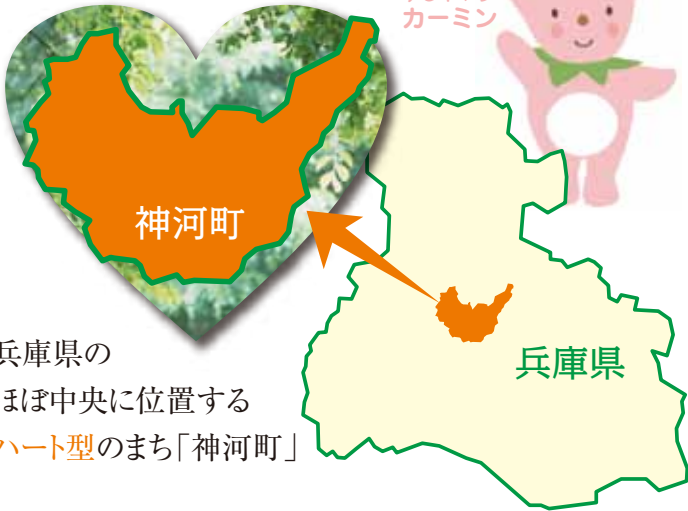 カーミン
神河町
兵庫県
兵庫県の
ほぼ中央に位置する
ハート型のまち「神河町」